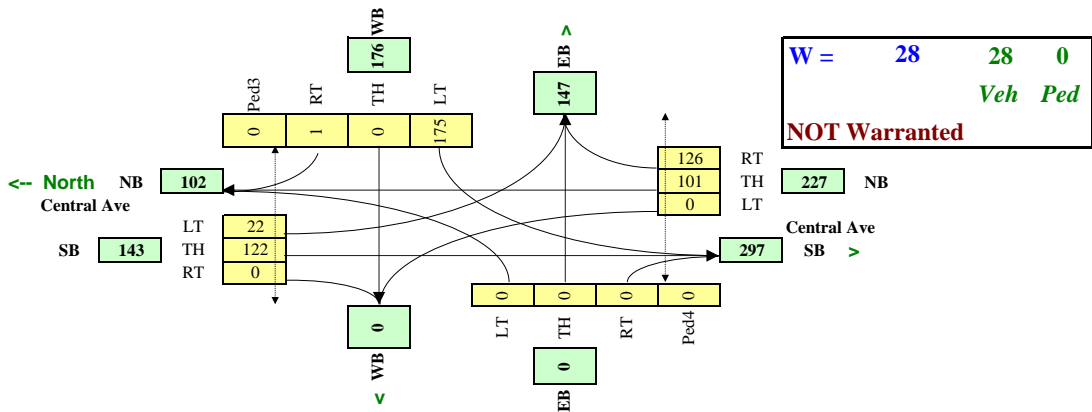 WB
176
EB
>
147
W = 28 28 0
Veh Ped
NOT Warranted
Ped3 RT TH LT
0 1 0 175
<-- North NB 102
Central Ave
126 RT
101 TH 227 NB
0 LT
LT 22
SB 143 TH 122
RT 0
Central Ave
297 SB >
0 0 0 0
LT TH RT Ped4
0
WB
>
0
EB